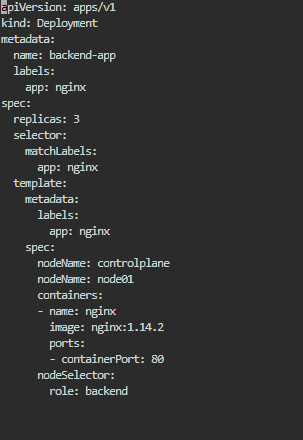 apiVersion: apps/v1
kind: Deployment
metadata:
  name: backend-app
  labels:
    app: nginx
spec:
  replicas: 3
  selector:
    matchLabels:
      app: nginx
  template:
    metadata:
      labels:
        app: nginx
    spec:
      nodeName: controlplane
      nodeName: node01
      containers:
      - name: nginx
        image: nginx:1.14.2
        ports:
        - containerPort: 80
      nodeSelector:
        role: backend